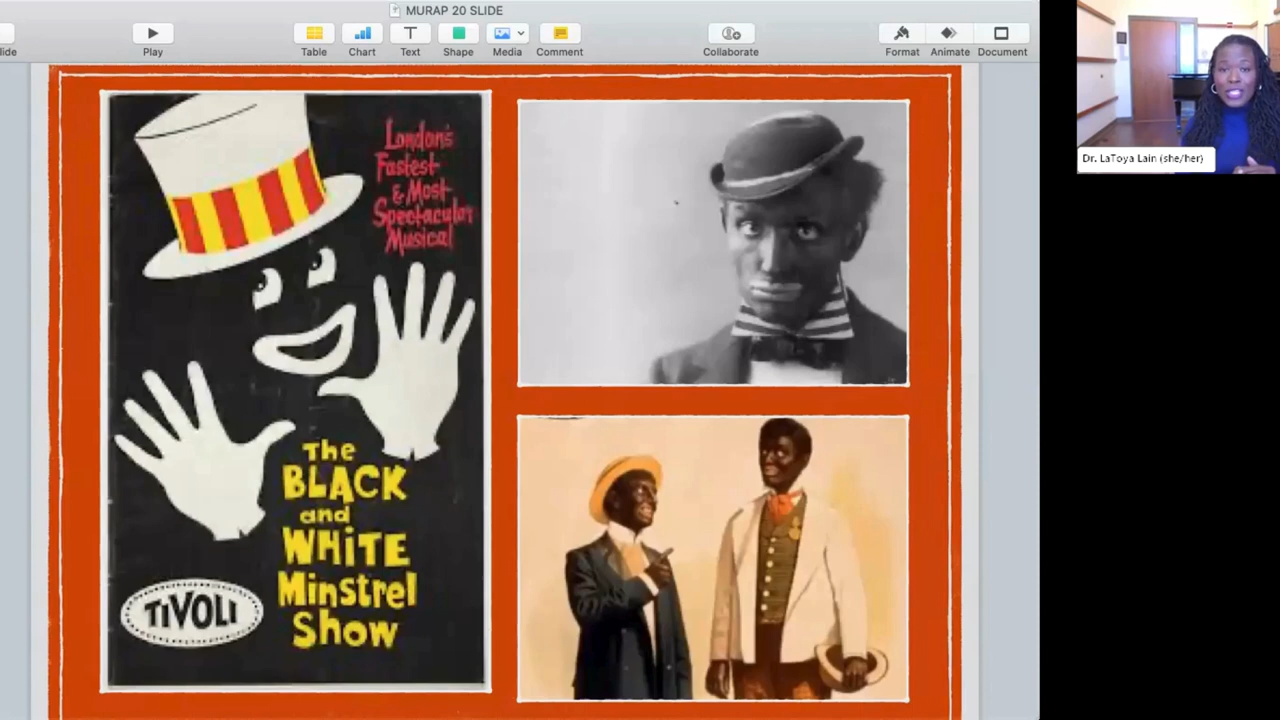 MURAP 20 SLIDE
lide
Play
Table
Chart
Text
Shape
Media
Comment
Collaborate
Format
Animate
Document
London's
Fastest
& Most
Spectacular
Musical
The
BLACK
and
WHITE
Minstrel
Show
TiVOLI
Dr. LaToya Lain (she/her)